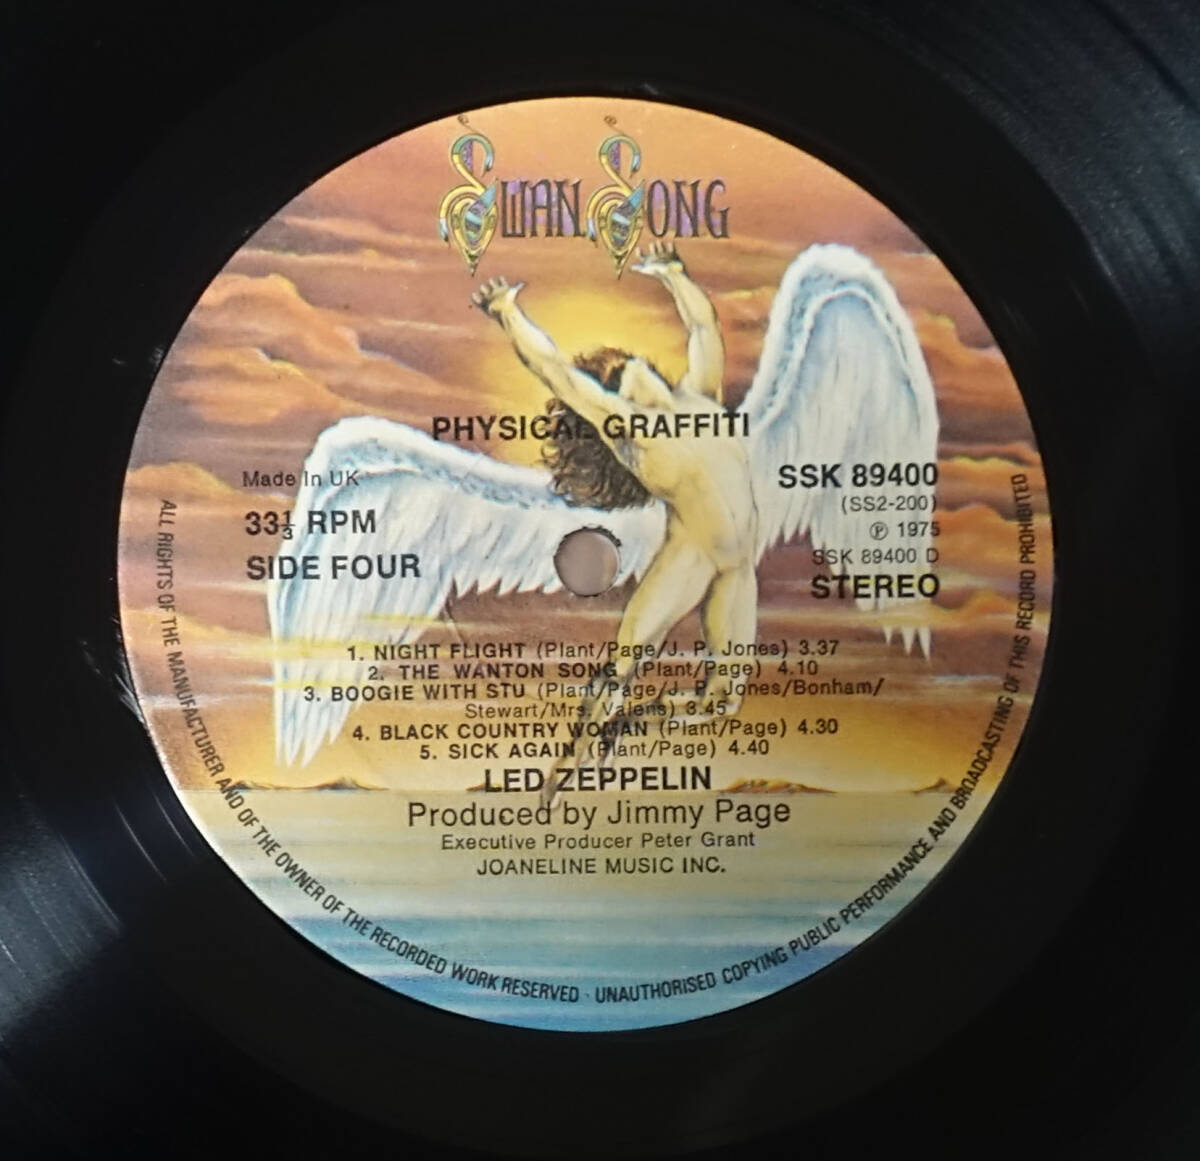 SWAN SONG
PHYSICAL GRAFFITI
Made In UK
33⅓ RPM
SIDE FOUR
SSK 89400
(SS2-200)
℗ 1975
SSK 89400 D
STEREO
1. NIGHT FLIGHT (Plant/Page/J. P. Jones) 3.37
2. THE WANTON SONG (Plant/Page) 4.10
3. BOOGIE WITH STU (Plant/Page/J. P. Jones/Bonham/
Stewart/Mrs. Valens) 3.45
4. BLACK COUNTRY WOMAN (Plant/Page) 4.30
5. SICK AGAIN (Plant/Page) 4.40
LED ZEPPELIN
Produced by Jimmy Page
Executive Producer Peter Grant
JOANELINE MUSIC INC.
ALL RIGHTS OF THE MANUFACTURER AND OF THE OWNER OF THE RECORDED WORK RESERVED · UNAUTHORISED COPYING PUBLIC PERFORMANCE AND BROADCASTING OF THIS RECORD PROHIBITED